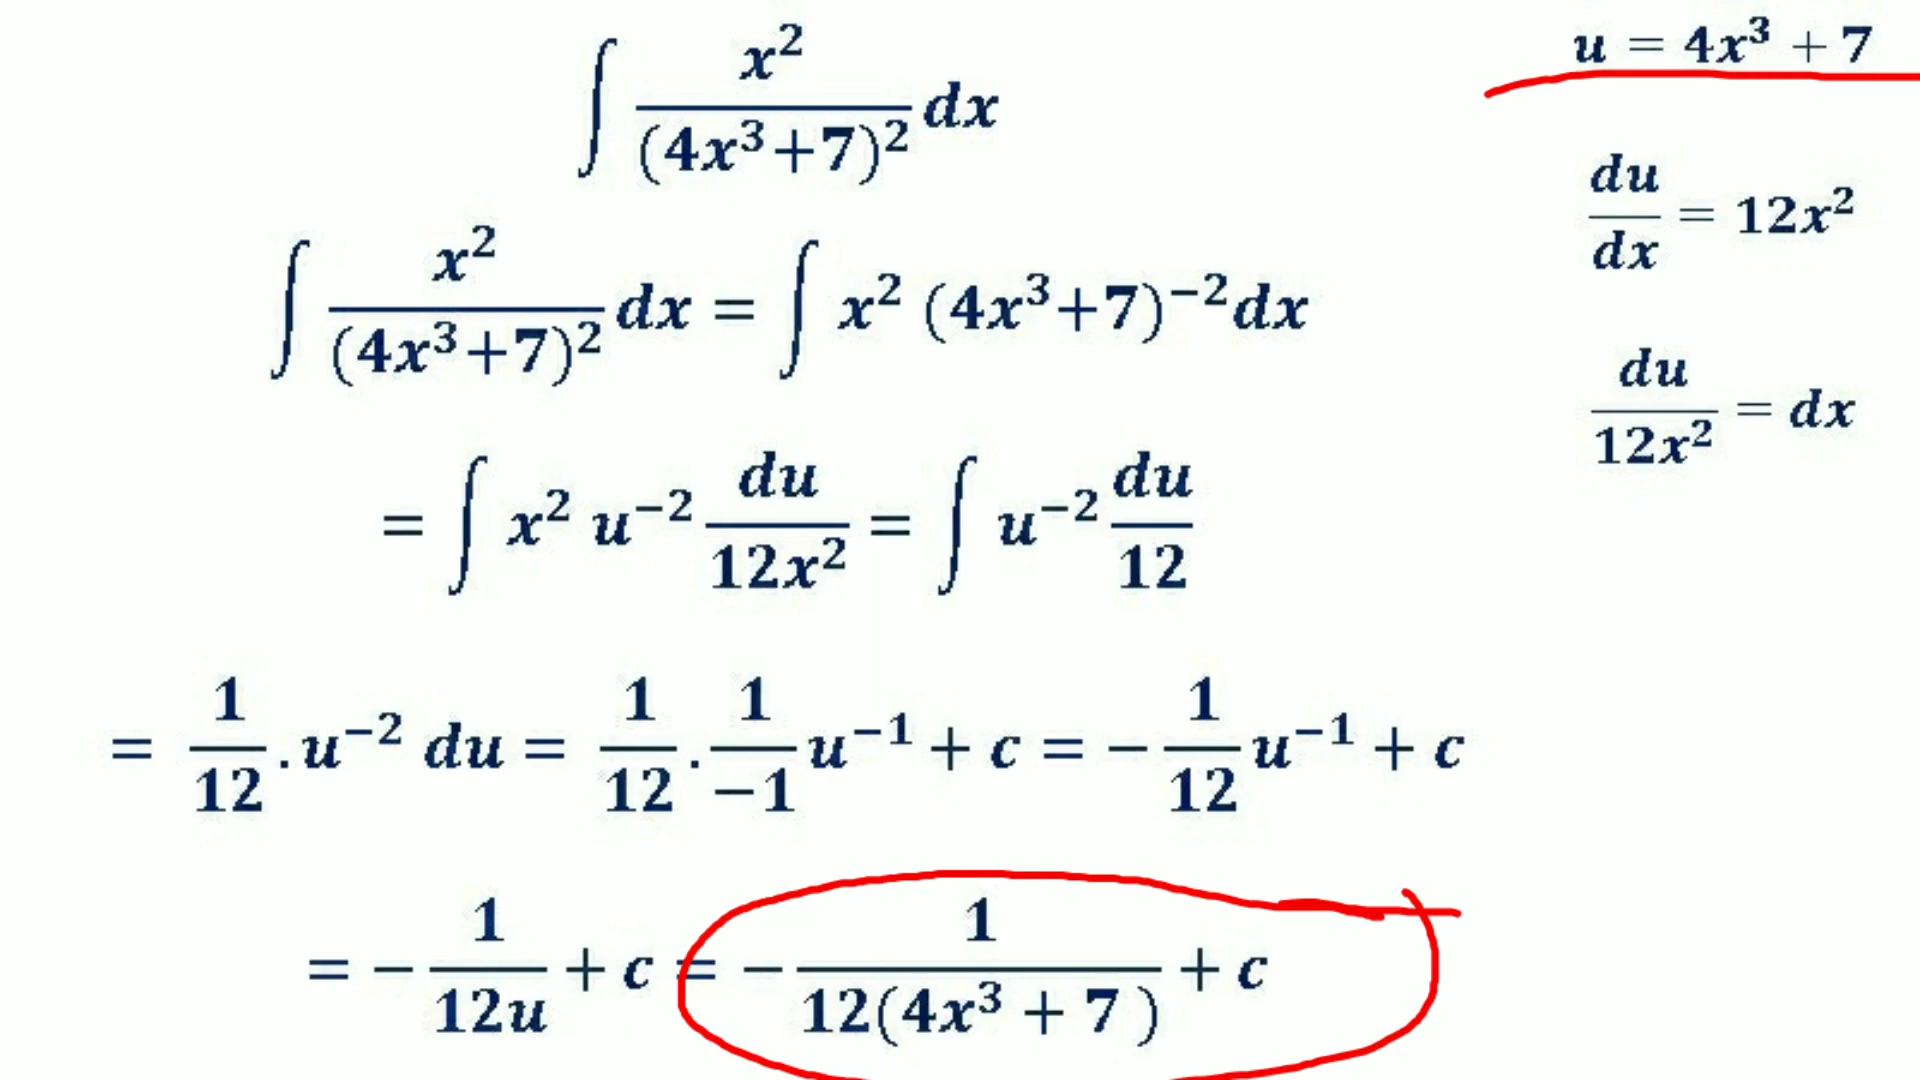 ∫ x²/(4x³+7)² dx
u = 4x³ + 7
du/dx = 12x²
du/12x² = dx
∫ x²/(4x³+7)² dx = ∫ x² (4x³+7)⁻² dx
= ∫ x² u⁻² du/12x² = ∫ u⁻² du/12
= 1/12 . u⁻² du = 1/12 . 1/−1 u⁻¹ + c = − 1/12 u⁻¹ + c
= − 1/12u + c = − 1/12(4x³ + 7 ) + c